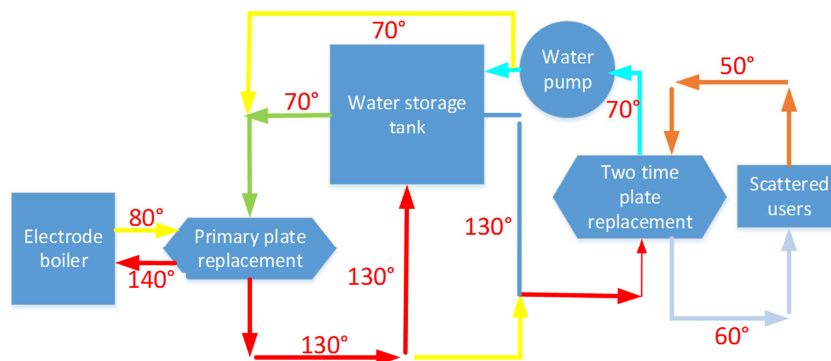 70°
Water
pump
50°
70°
Water storage
tank
70°
Two time
plate
replacement
Scattered
users
80°
Electrode
boiler
Primary plate
replacement
130°
140°
130°
130°
60°